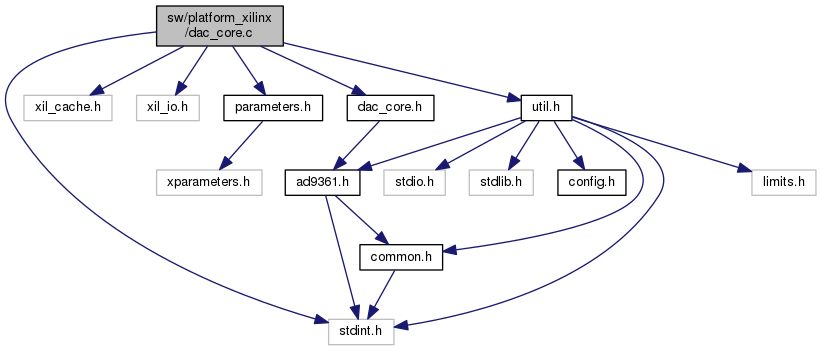 sw/platform_xilinx
/dac_core.c
xil_cache.h
xil_io.h
parameters.h
dac_core.h
util.h
xparameters.h
ad9361.h
stdio.h
stdlib.h
config.h
limits.h
common.h
stdint.h